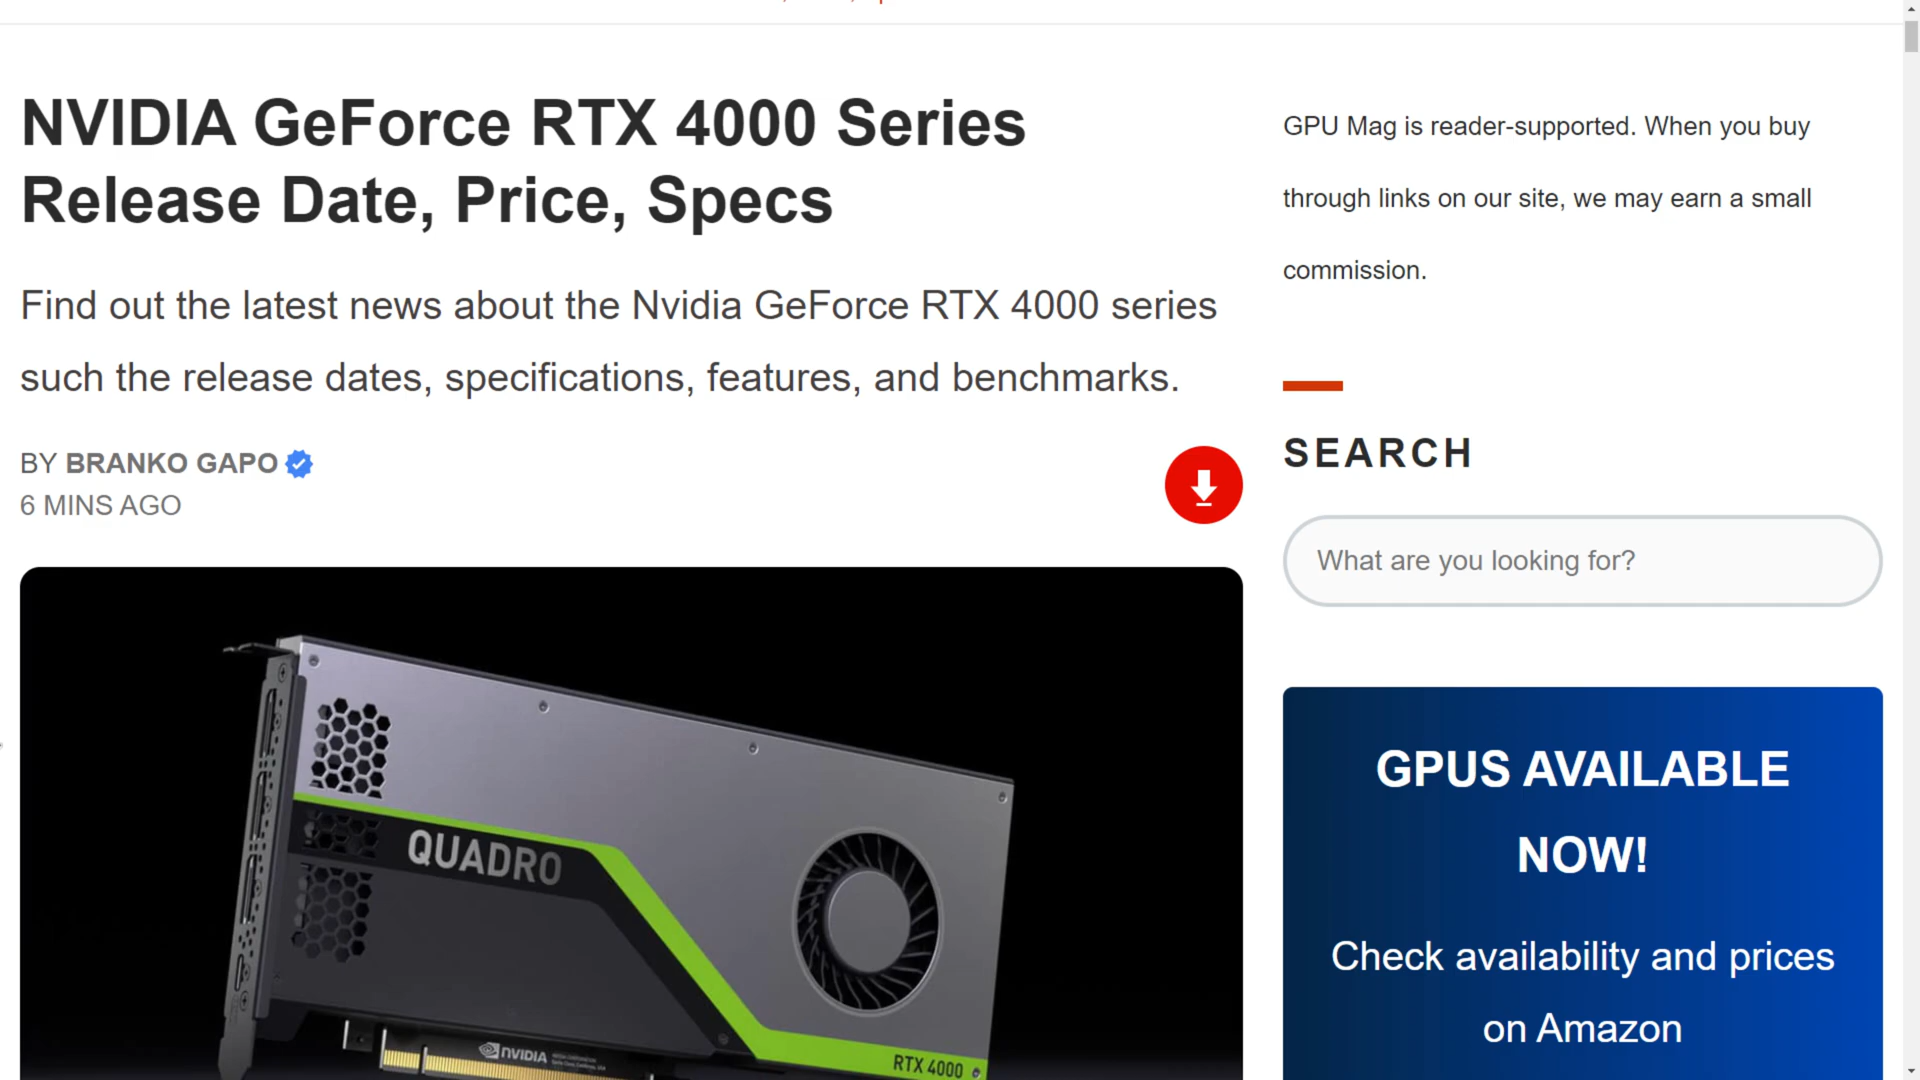 NVIDIA GeForce RTX 4000 Series
Release Date, Price, Specs
Find out the latest news about the Nvidia GeForce RTX 4000 series
such the release dates, specifications, features, and benchmarks.
BY BRANKO GAPO
6 MINS AGO
QUADRO
NVIDIA
RTX 4000
GPU Mag is reader-supported. When you buy
through links on our site, we may earn a small
commission.
SEARCH
What are you looking for?
GPUS AVAILABLE
NOW!
Check availability and prices
on Amazon